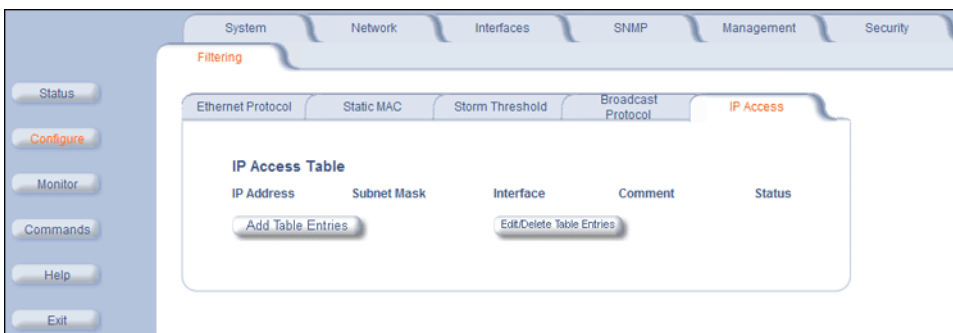 System Network Interfaces SNMP Management Security
Filtering
Status
Configure
Monitor
Commands
Help
Exit
Ethernet Protocol Static MAC Storm Threshold Broadcast Protocol IP Access
IP Access Table
IP Address Subnet Mask Interface Comment Status
Add Table Entries Edit/Delete Table Entries